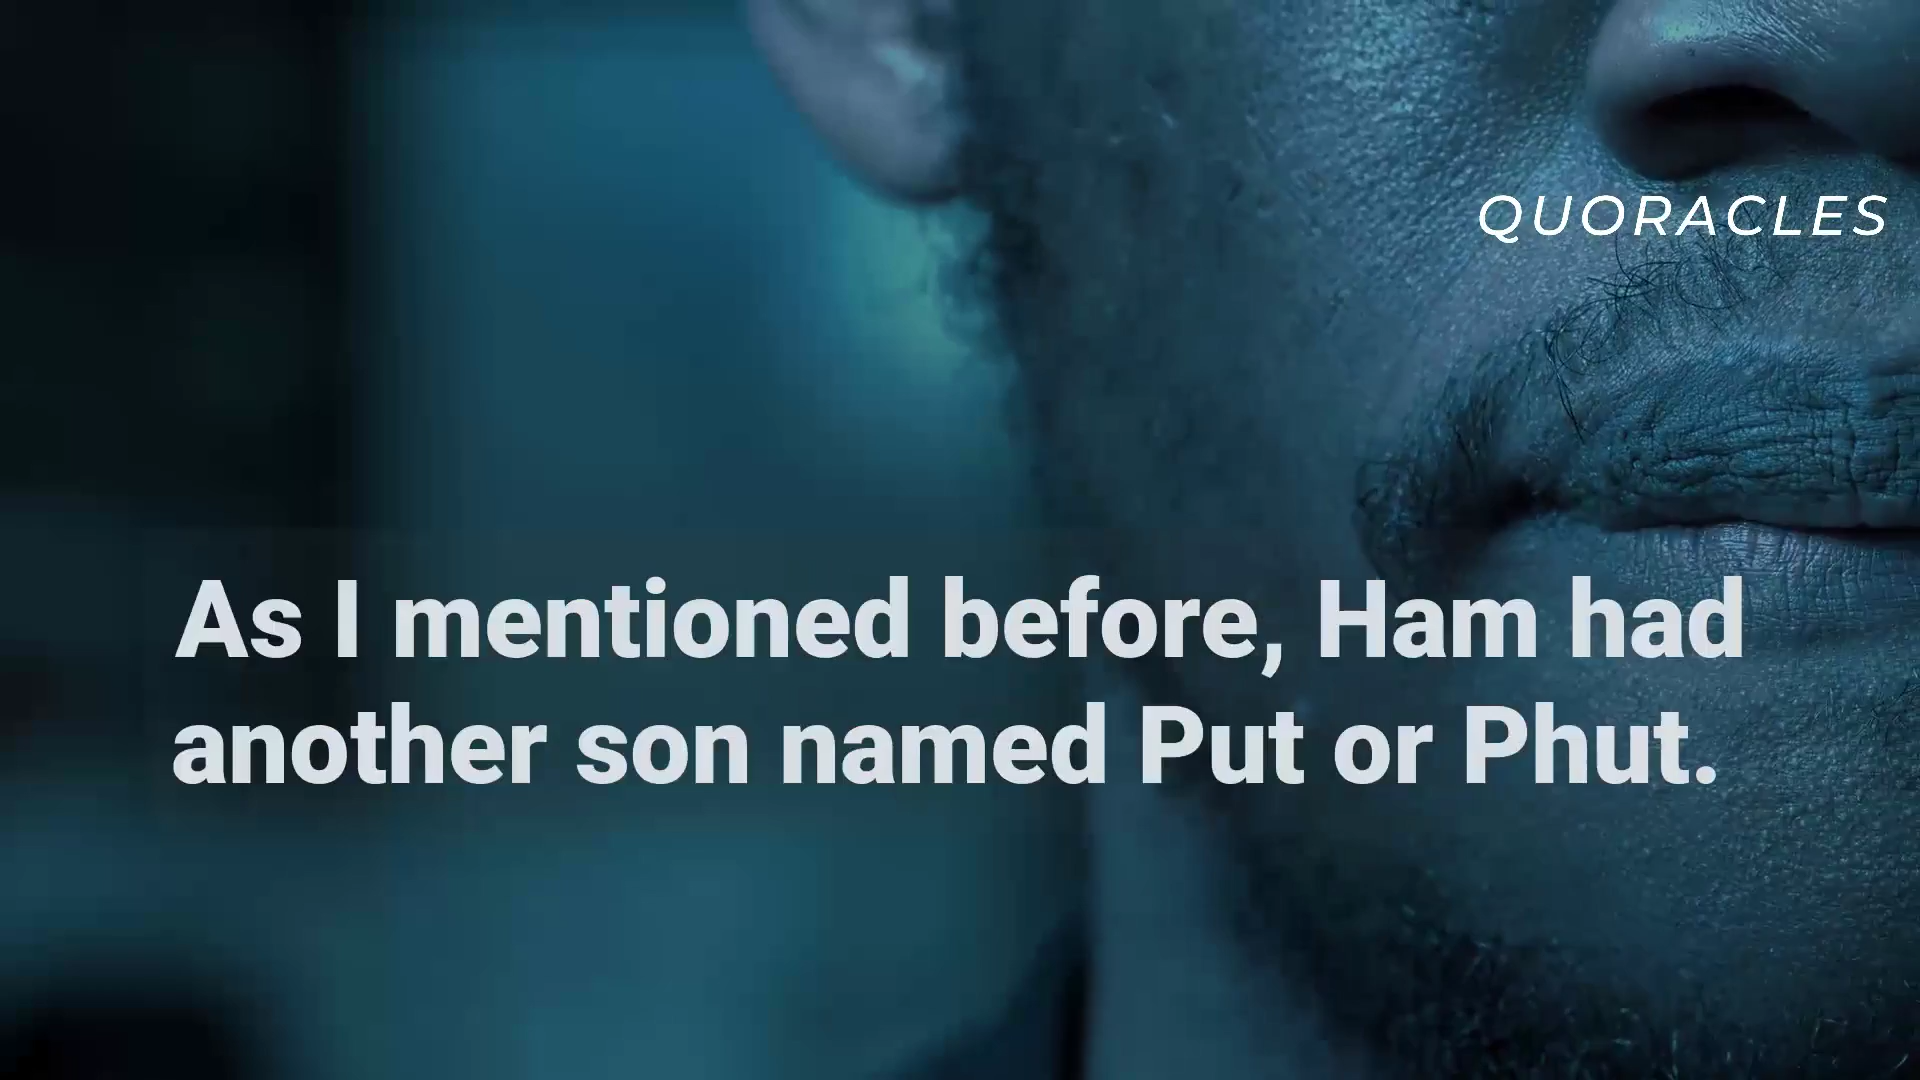 QUORACLES
As I mentioned before, Ham had
another son named Put or Phut.